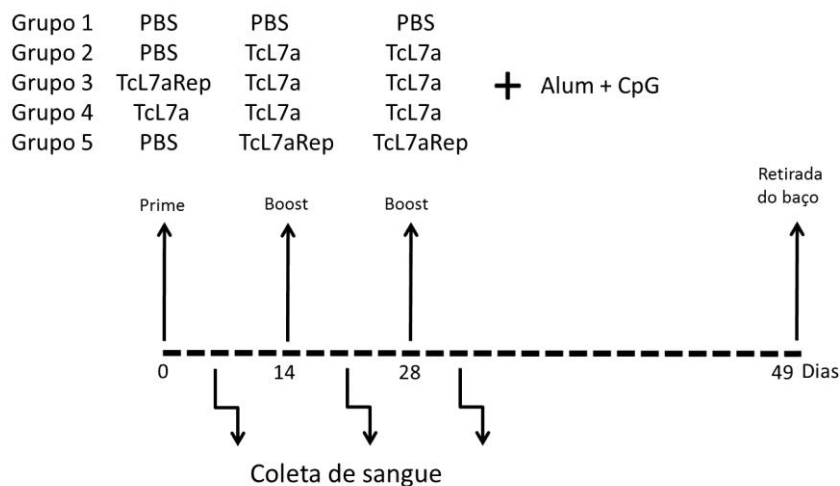 Grupo 1 PBS PBS PBS
Grupo 2 PBS TcL7a TcL7a
Grupo 3 TcL7aRep TcL7a TcL7a + Alum + CpG
Grupo 4 TcL7a TcL7a TcL7a
Grupo 5 PBS TcL7aRep TcL7aRep
Retirada
do baço
Prime Boost Boost
0 14 28 49 Dias
Coleta de sangue